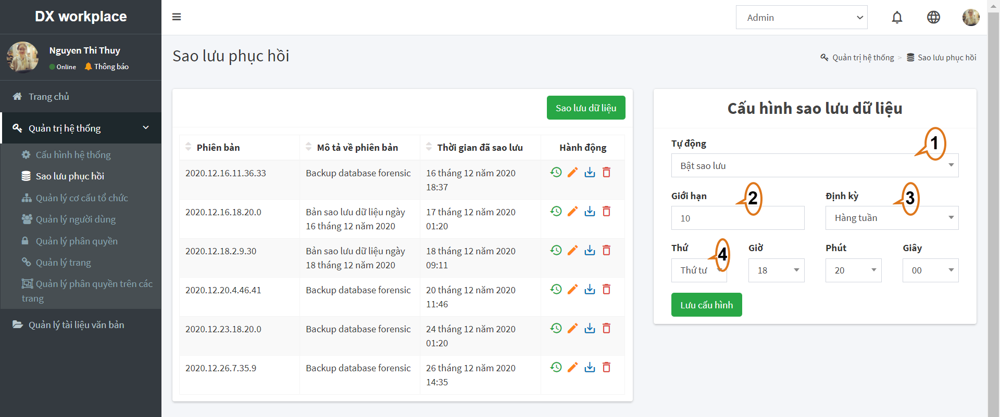 DX workplace
Admin
Nguyen Thi Thuy
Online Thông báo
Trang chủ
Quản trị hệ thống
Cấu hình hệ thống
Sao lưu phục hồi
Quản lý cơ cấu tổ chức
Quản lý người dùng
Quản lý phân quyền
Quản lý trang
Quản lý phân quyền trên các
trang
Quản lý tài liệu văn bản
Sao lưu phục hồi
Quản trị hệ thống > Sao lưu phục hồi
Sao lưu dữ liệu
Phiên bản Mô tả về phiên bản Thời gian đã sao lưu Hành động
2020.12.16.11.36.33 Backup database forensic 16 tháng 12 năm 2020
18:37
2020.12.16.18.20.0 Bản sao lưu dữ liệu ngày 17 tháng 12 năm 2020
16 tháng 12 năm 2020 01:20
2020.12.18.2.9.30 Bản sao lưu dữ liệu ngày 18 tháng 12 năm 2020
18 tháng 12 năm 2020 09:11
2020.12.20.4.46.41 Backup database forensic 20 tháng 12 năm 2020
11:46
2020.12.23.18.20.0 Backup database forensic 24 tháng 12 năm 2020
01:20
2020.12.26.7.35.9 Backup database forensic 26 tháng 12 năm 2020
14:35
Cấu hình sao lưu dữ liệu
Tự động 1
Bật sao lưu
Giới hạn 2 Định kỳ 3
10 Hàng tuần
Thứ 4 Giờ Phút Giây
Thứ tư 18 20 00
Lưu cấu hình